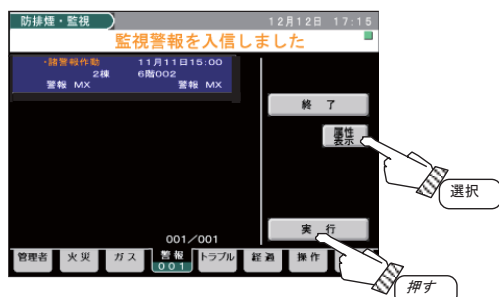 防排煙・監視 12月12日 17:15
監視警報を入信しました
・諸警報作動 11月11日15:00
2棟 6階002
警報 MX 警報 MX
終 了
属性
表示
選択
実 行
001/001
管理者 火災 ガス 警報 トラブル 経過 操作
001
押す